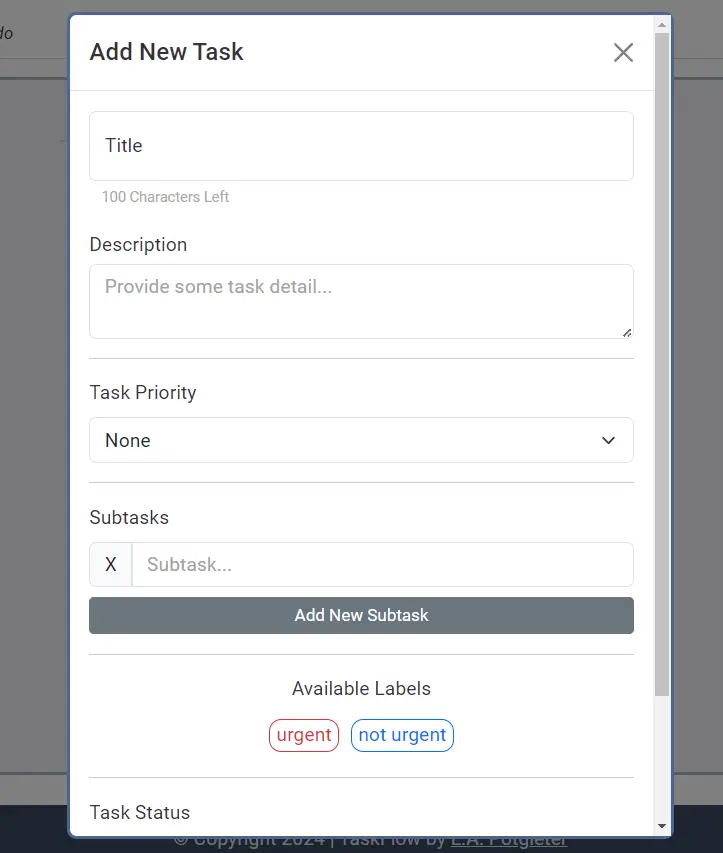 do
Add New Task
Title
100 Characters Left
Description
Provide some task detail...
Task Priority
None
Subtasks
X Subtask...
Add New Subtask
Available Labels
urgent not urgent
Task Status
© Copyright 2024 | TaskFlow by L.A. Potgieter